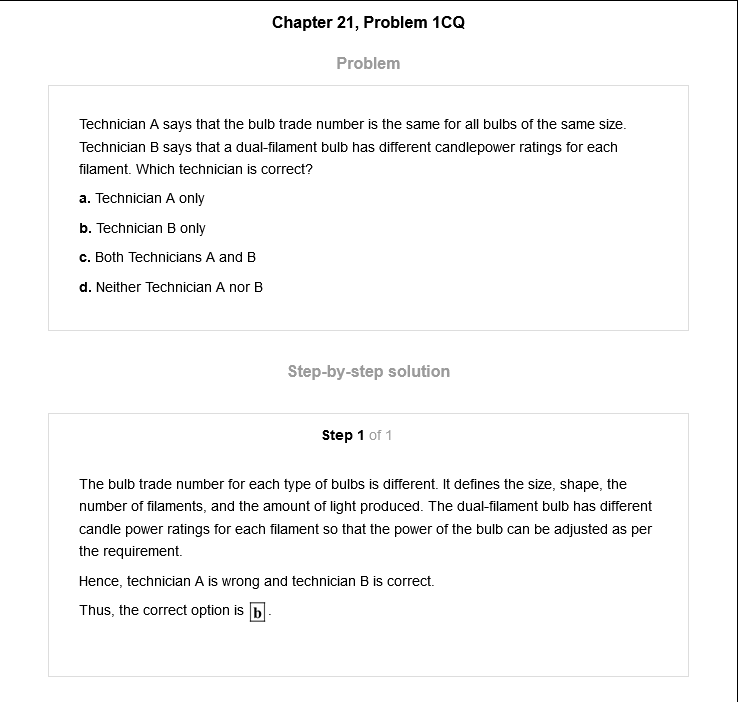 Chapter 21, Problem 1CQ
Problem
Technician A says that the bulb trade number is the same for all bulbs of the same size.
Technician B says that a dual-filament bulb has different candlepower ratings for each
filament. Which technician is correct?
a. Technician A only
b. Technician B only
c. Both Technicians A and B
d. Neither Technician A nor B
Step-by-step solution
Step 1 of 1
The bulb trade number for each type of bulbs is different. It defines the size, shape, the
number of filaments, and the amount of light produced. The dual-filament bulb has different
candle power ratings for each filament so that the power of the bulb can be adjusted as per
the requirement.
Hence, technician A is wrong and technician B is correct.
Thus, the correct option is b.